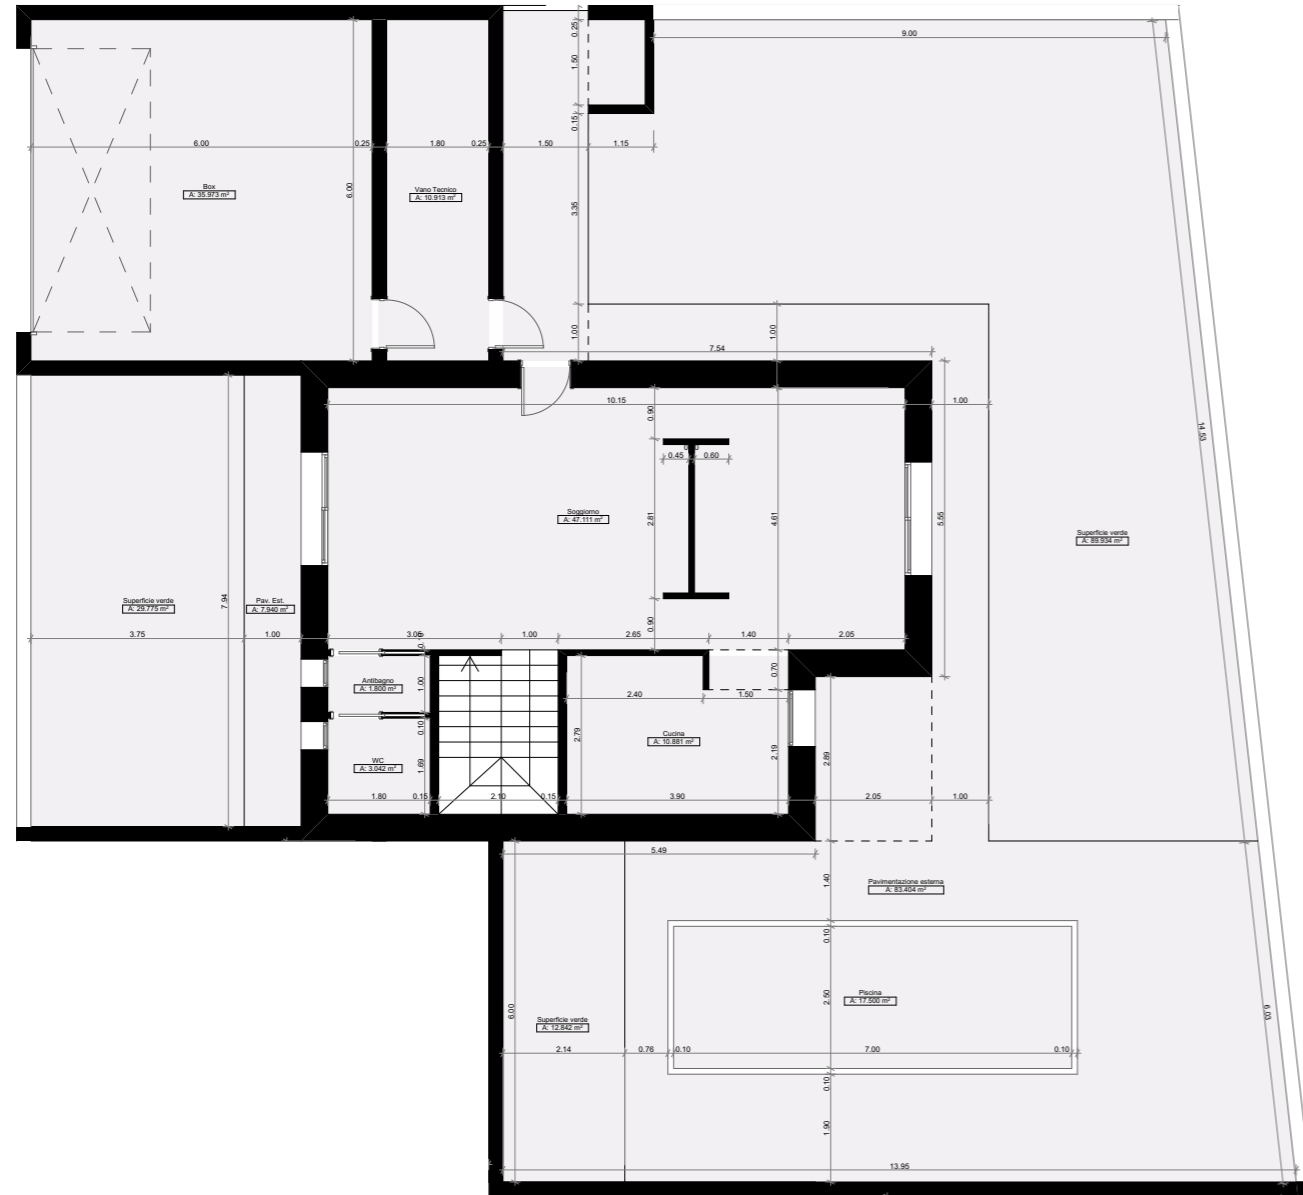 0.25
9.00
1.50
0.15
6.00
0.25
1.80
0.25
1.50
1.15
Box
A: 35.973 m²
6.00
Vano Tecnico
A: 10.913 m²
3.35
1.00
1.00
7.54
10.15
1.00
0.90
14.53
0.45
0.60
Soggiorno
A: 47.111 m²
2.81
4.61
5.55
Superficie verde
A: 89.934 m²
Superficie verde
A: 29.775 m²
7.94
Pav. Est.
A: 7.940 m²
0.90
3.75
1.00
3.05
1.00
2.65
1.40
2.05
Antibagno
A: 1.800 m²
1.00
0.70
2.40
1.50
0.10
2.79
Cucina
A: 10.881 m²
2.19
2.89
WC
A: 3.042 m²
1.69
1.80
0.15
2.10
0.15
3.90
2.05
1.00
5.49
1.40
Pavimentazione esterna
A: 83.404 m²
0.10
6.00
2.50
Piscina
A: 17.500 m²
6.03
Superficie verde
A: 12.842 m²
2.14
0.76
0.10
7.00
0.10
0.10
1.90
13.95